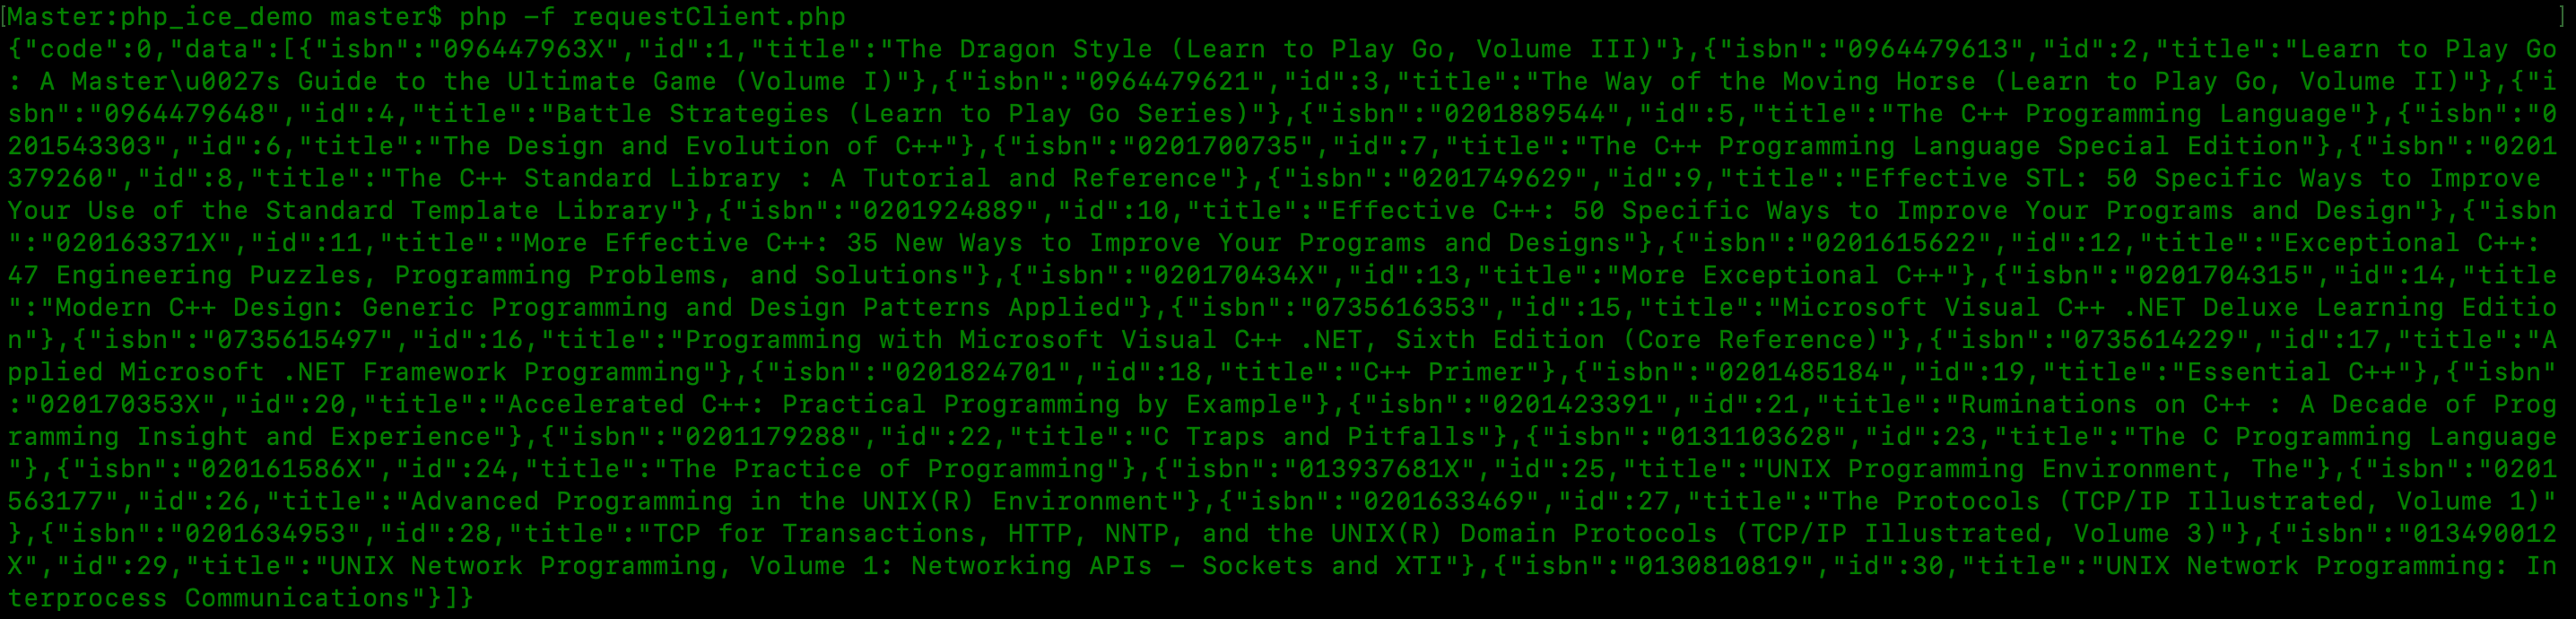 [Master:php_ice_demo master$ php -f requestClient.php ]
{"code":0,"data":[{"isbn":"096447963X","id":1,"title":"The Dragon Style (Learn to Play Go, Volume III)"},{"isbn":"0964479613","id":2,"title":"Learn to Play Go
: A Master\u0027s Guide to the Ultimate Game (Volume I)"},{"isbn":"0964479621","id":3,"title":"The Way of the Moving Horse (Learn to Play Go, Volume II)"},{"i
sbn":"0964479648","id":4,"title":"Battle Strategies (Learn to Play Go Series)"},{"isbn":"0201889544","id":5,"title":"The C++ Programming Language"},{"isbn":"0
201543303","id":6,"title":"The Design and Evolution of C++"},{"isbn":"0201700735","id":7,"title":"The C++ Programming Language Special Edition"},{"isbn":"0201
379260","id":8,"title":"The C++ Standard Library : A Tutorial and Reference"},{"isbn":"0201749629","id":9,"title":"Effective STL: 50 Specific Ways to Improve
Your Use of the Standard Template Library"},{"isbn":"0201924889","id":10,"title":"Effective C++: 50 Specific Ways to Improve Your Programs and Design"},{"isbn
":"020163371X","id":11,"title":"More Effective C++: 35 New Ways to Improve Your Programs and Designs"},{"isbn":"0201615622","id":12,"title":"Exceptional C++:
47 Engineering Puzzles, Programming Problems, and Solutions"},{"isbn":"020170434X","id":13,"title":"More Exceptional C++"},{"isbn":"0201704315","id":14,"title
":"Modern C++ Design: Generic Programming and Design Patterns Applied"},{"isbn":"0735616353","id":15,"title":"Microsoft Visual C++ .NET Deluxe Learning Editio
n"},{"isbn":"0735615497","id":16,"title":"Programming with Microsoft Visual C++ .NET, Sixth Edition (Core Reference)"},{"isbn":"0735614229","id":17,"title":"A
pplied Microsoft .NET Framework Programming"},{"isbn":"0201824701","id":18,"title":"C++ Primer"},{"isbn":"0201485184","id":19,"title":"Essential C++"},{"isbn"
:"020170353X","id":20,"title":"Accelerated C++: Practical Programming by Example"},{"isbn":"0201423391","id":21,"title":"Ruminations on C++ : A Decade of Prog
ramming Insight and Experience"},{"isbn":"0201179288","id":22,"title":"C Traps and Pitfalls"},{"isbn":"0131103628","id":23,"title":"The C Programming Language
"},{"isbn":"020161586X","id":24,"title":"The Practice of Programming"},{"isbn":"013937681X","id":25,"title":"UNIX Programming Environment, The"},{"isbn":"0201
563177","id":26,"title":"Advanced Programming in the UNIX(R) Environment"},{"isbn":"0201633469","id":27,"title":"The Protocols (TCP/IP Illustrated, Volume 1)"
},{"isbn":"0201634953","id":28,"title":"TCP for Transactions, HTTP, NNTP, and the UNIX(R) Domain Protocols (TCP/IP Illustrated, Volume 3)"},{"isbn":"013490012
X","id":29,"title":"UNIX Network Programming, Volume 1: Networking APIs - Sockets and XTI"},{"isbn":"0130810819","id":30,"title":"UNIX Network Programming: In
terprocess Communications"}]}